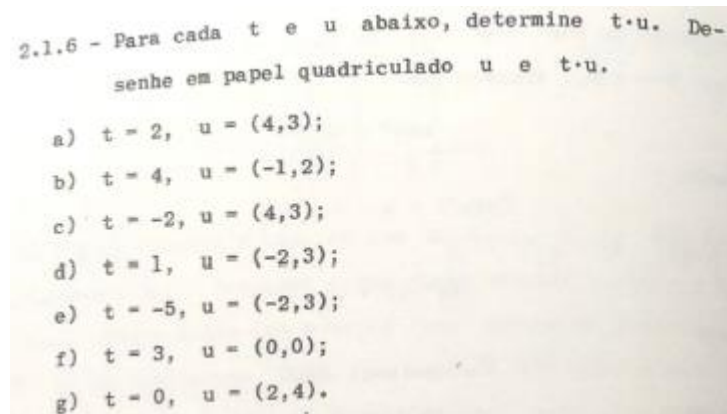 2.1.6 - Para cada t e u abaixo, determine t·u. De-
senhe em papel quadriculado u e t·u.
a) t = 2, u = (4,3);
b) t = 4, u = (-1,2);
c) t = -2, u = (4,3);
d) t = 1, u = (-2,3);
e) t = -5, u = (-2,3);
f) t = 3, u = (0,0);
g) t = 0, u = (2,4).